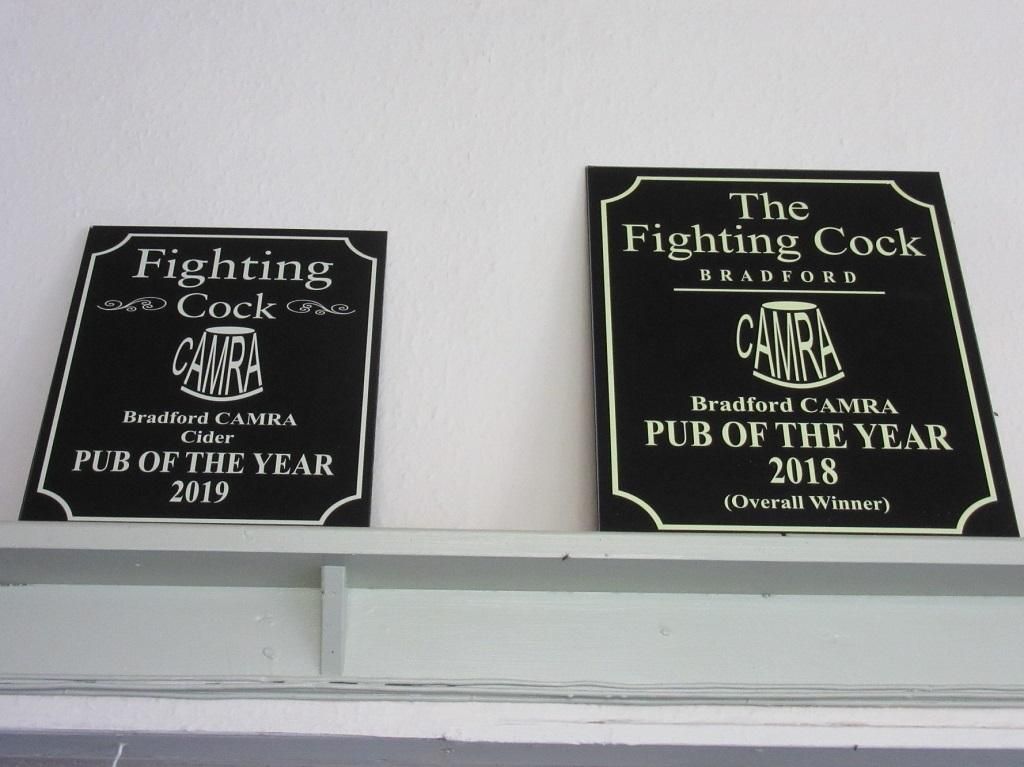 Fighting
Cock
CAMRA
Bradford CAMRA
Cider
PUB OF THE YEAR
2019
The
Fighting Cock
BRADFORD
CAMRA
Bradford CAMRA
PUB OF THE YEAR
2018
(Overall Winner)